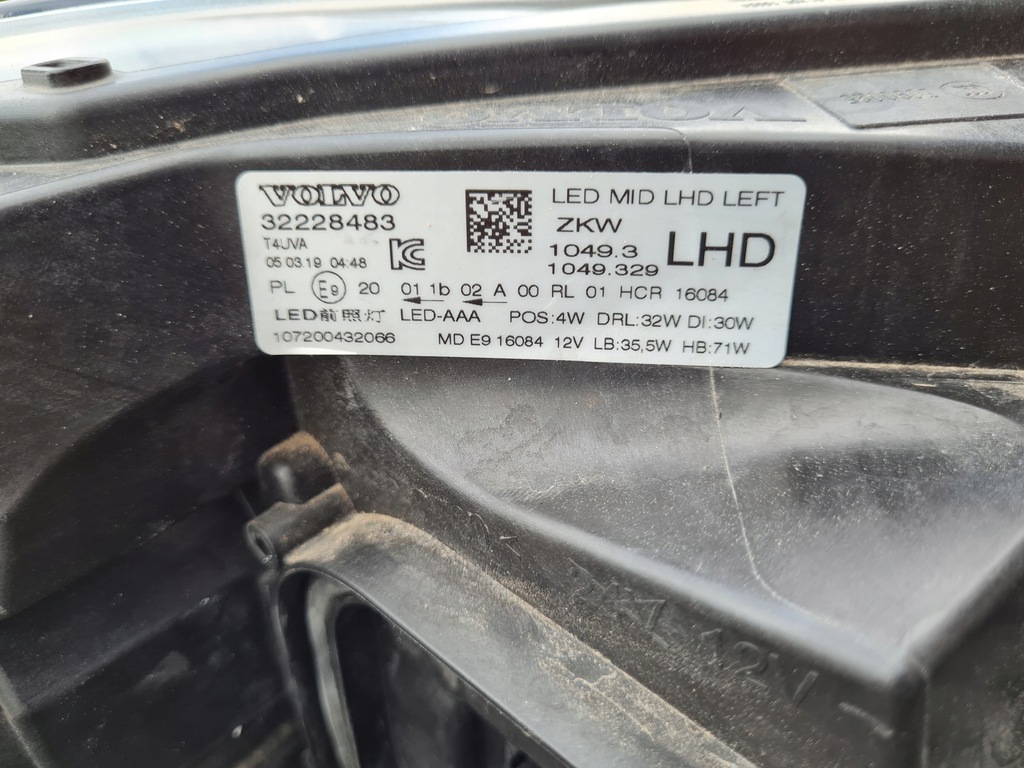 VOLVO
VOLVO
32228483
T4UVA
05.03.19 04:48
LED MID LHD LEFT
ZKW
1049.3
1049.329
LHD
PL E9 20 01 1b 02 A 00 RL 01 HCR 16084
LED前照灯 LED-AAA POS:4W DRL:32W DI:30W
107200432066 MD E9 16084 12V LB:35,5W HB:71W